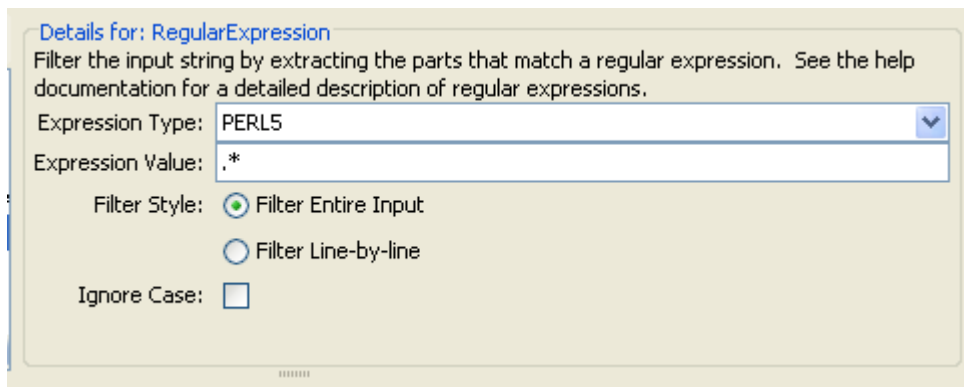 Details for: RegularExpression
Filter the input string by extracting the parts that match a regular expression.  See the help
documentation for a detailed description of regular expressions.
Expression Type: PERL5
Expression Value: .*
Filter Style: Filter Entire Input
Filter Line-by-line
Ignore Case: